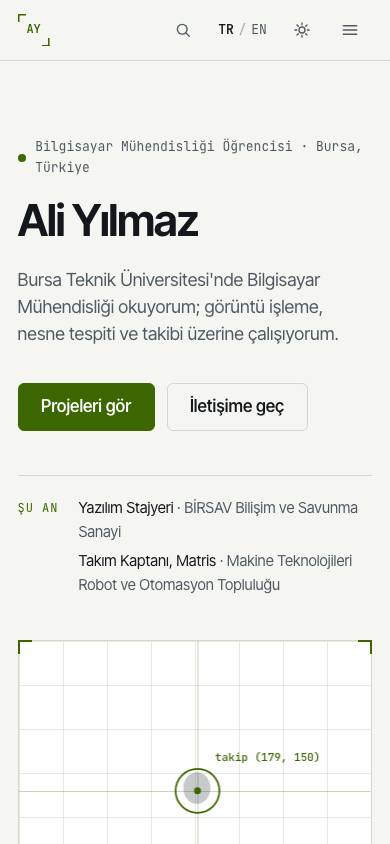 AY
TR / EN
Bilgisayar Mühendisliği Öğrencisi · Bursa,
Türkiye
Ali Yılmaz
Bursa Teknik Üniversitesi'nde Bilgisayar
Mühendisliği okuyorum; görüntü işleme,
nesne tespiti ve takibi üzerine çalışıyorum.
Projeleri gör
İletişime geç
ŞU AN
Yazılım Stajyeri · BİRSAV Bilişim ve Savunma
Sanayi
Takım Kaptanı, Matris · Makine Teknolojileri
Robot ve Otomasyon Topluluğu
takip (179, 150)